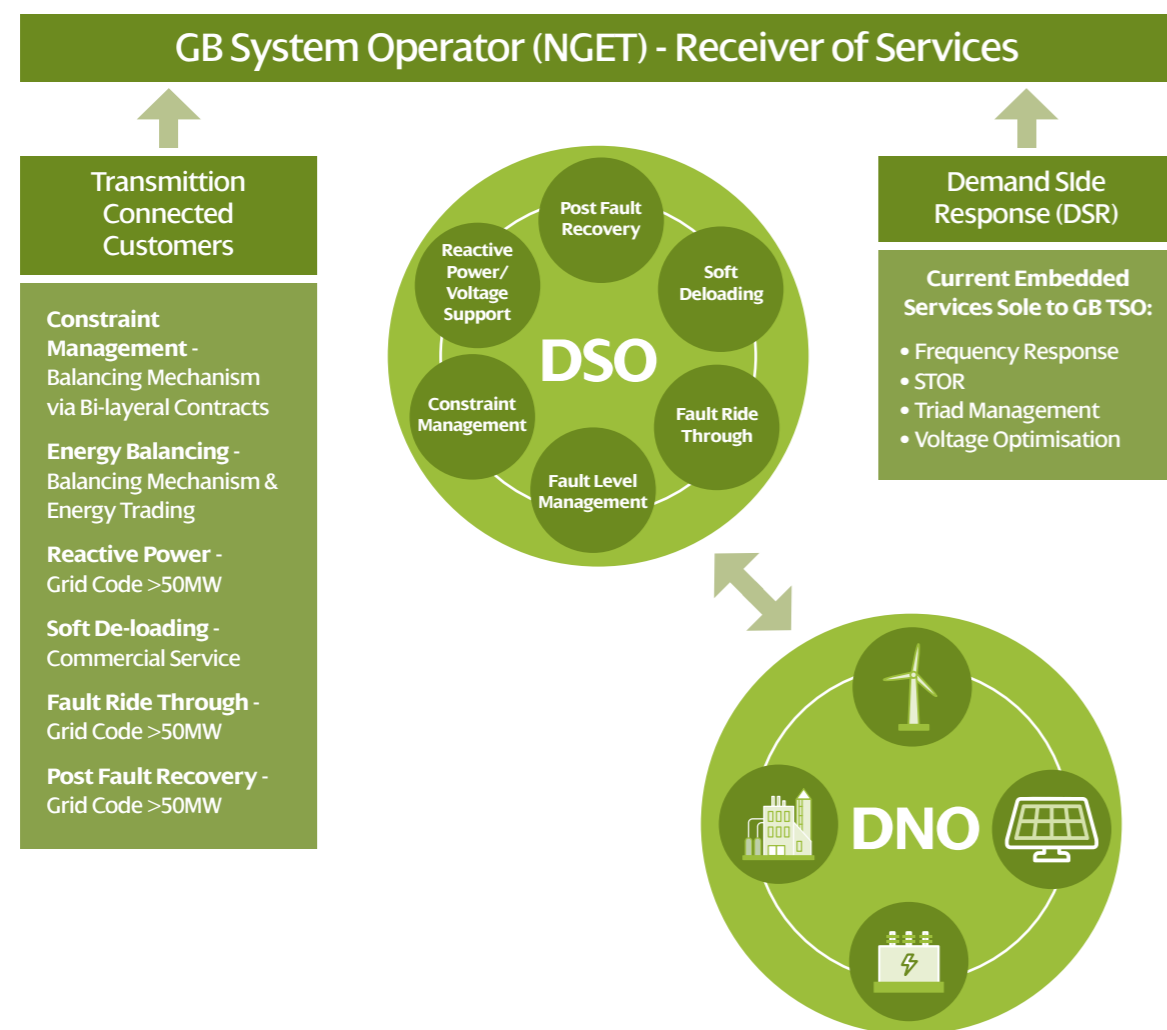 GB System Operator (NGET) - Receiver of Services
Transmittion
Connected
Customers
Constraint
Management -
Balancing Mechanism
via Bi-layeral Contracts
Energy Balancing -
Balancing Mechanism &
Energy Trading
Reactive Power -
Grid Code >50MW
Soft De-loading -
Commercial Service
Fault Ride Through -
Grid Code >50MW
Post Fault Recovery -
Grid Code >50MW
DSO
Post Fault
Recovery
Soft
Deloading
Fault Ride
Through
Fault Level
Management
Constraint
Management
Reactive
Power/
Voltage
Support
Demand SIde
Response (DSR)
Current Embedded
Services Sole to GB TSO:
• Frequency Response
• STOR
• Triad Management
• Voltage Optimisation
DNO